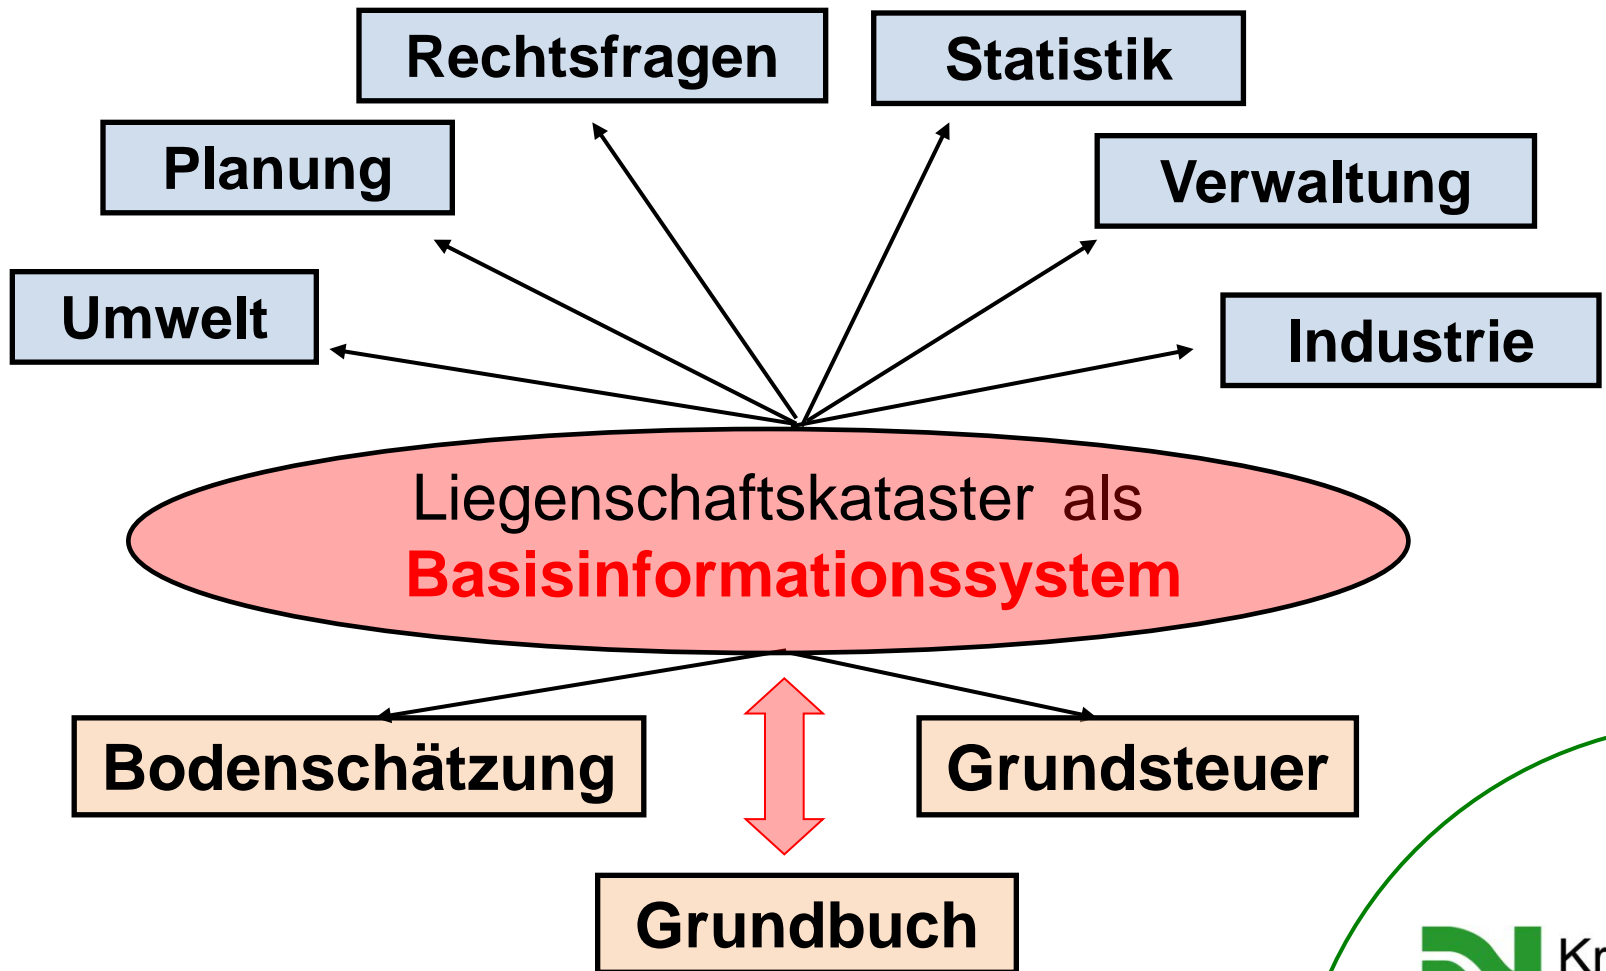 Rechtsfragen
Statistik
Planung
Verwaltung
Umwelt
Industrie
Liegenschaftskataster als
Basisinformationssystem
Bodenschätzung
Grundsteuer
Grundbuch